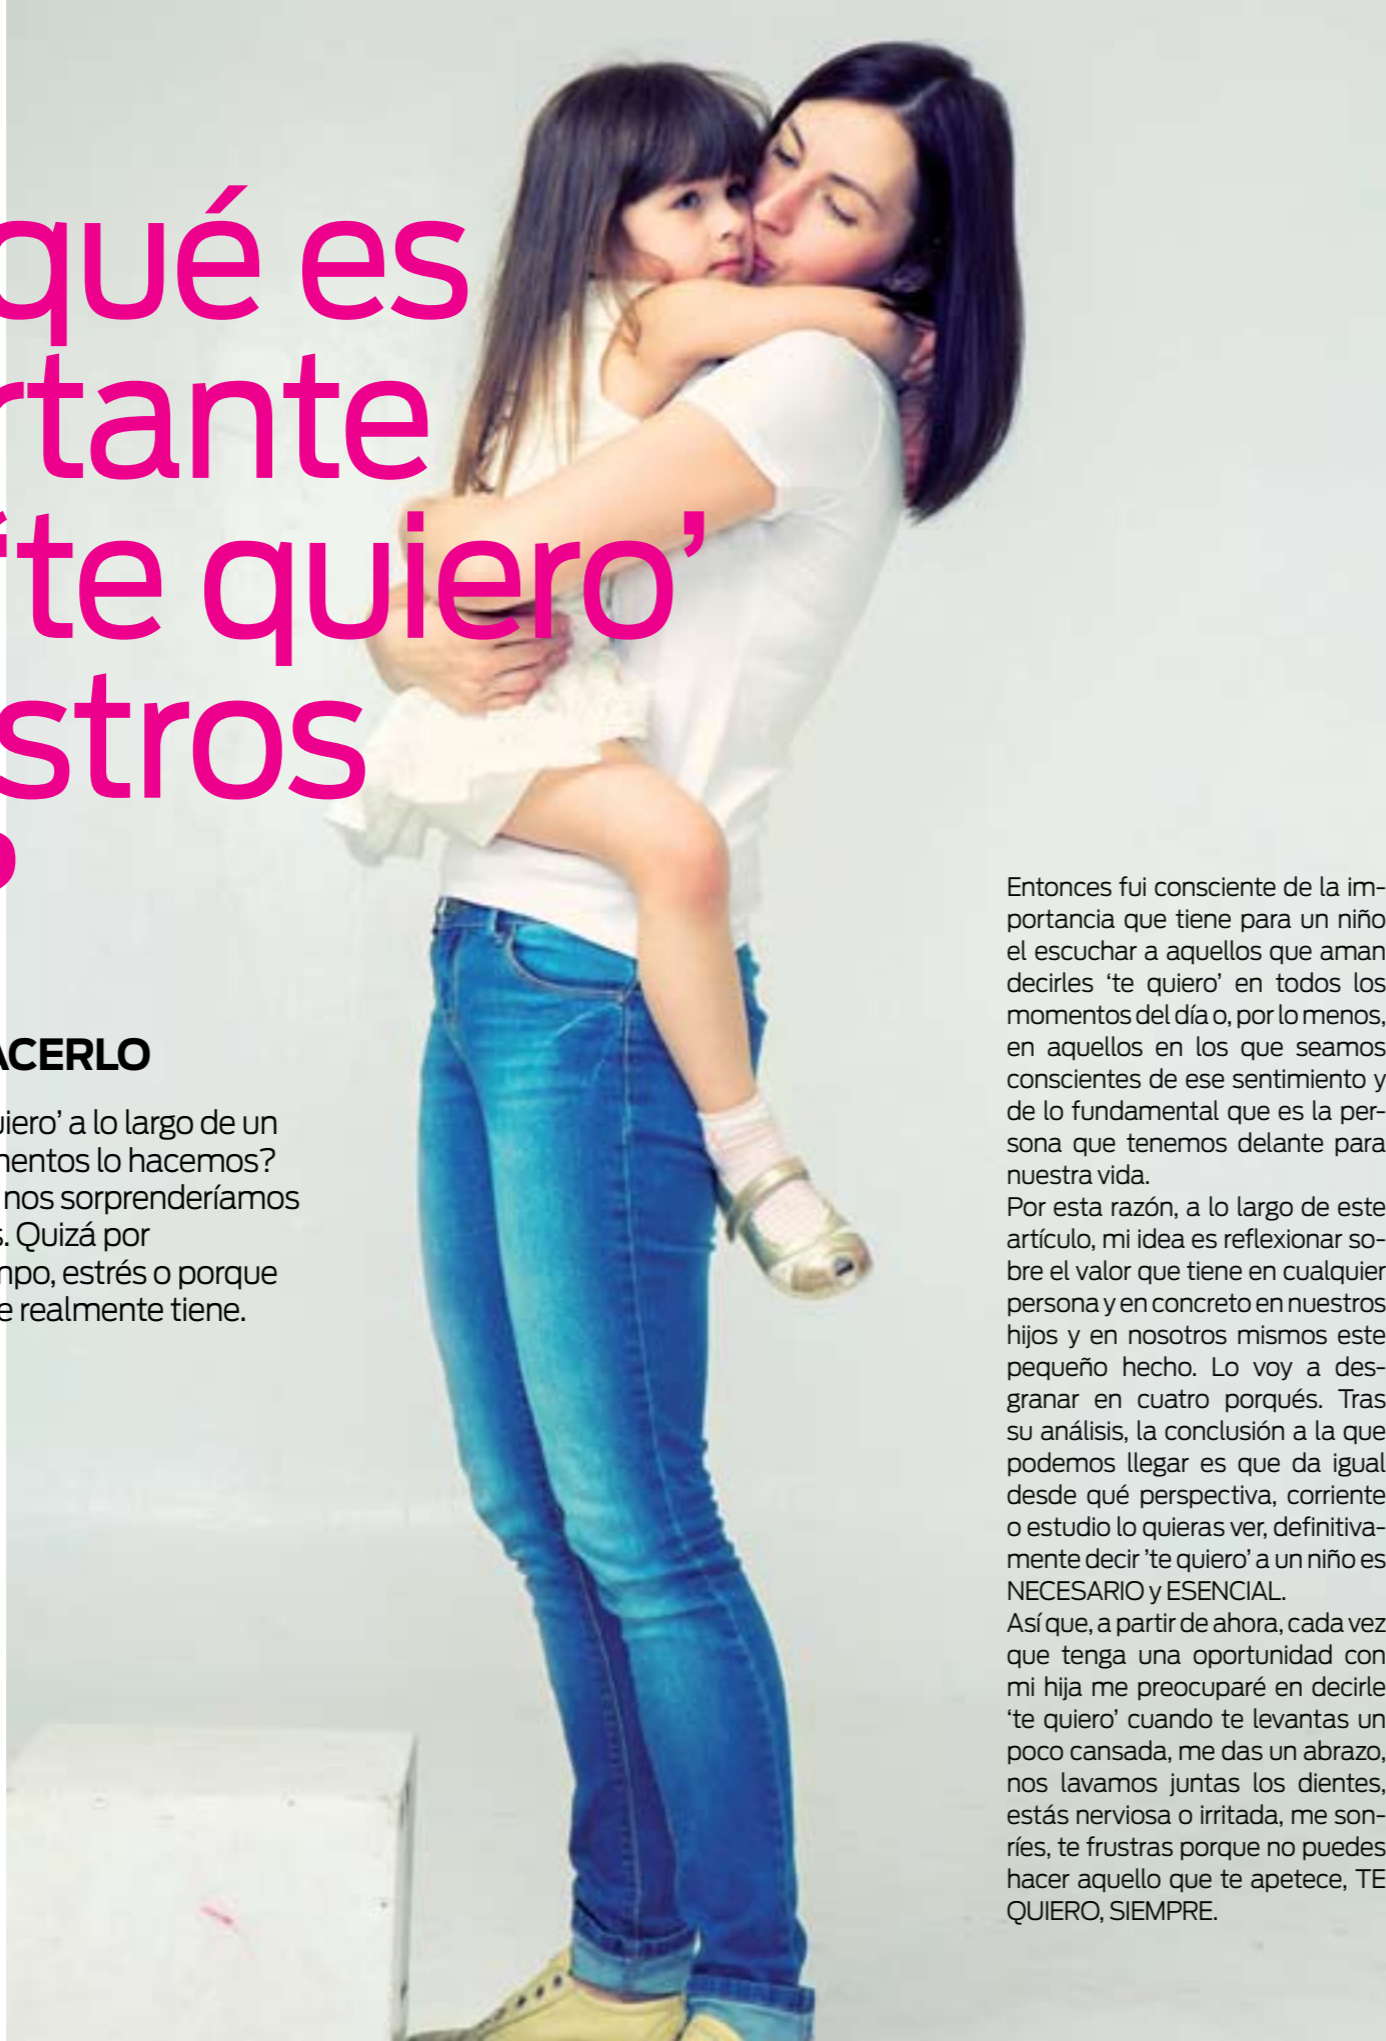 qué es
rtante
‘te quiero’
stros
?
ACERLO
uiero’ a lo largo de un
mentos lo hacemos?
nos sorprenderíamos
s. Quizá por
mpo, estrés o porque
e realmente tiene.
Entonces fui consciente de la im-
portancia que tiene para un niño
el escuchar a aquellos que aman
decirles ‘te quiero’ en todos los
momentos del día o, por lo menos,
en aquellos en los que seamos
conscientes de ese sentimiento y
de lo fundamental que es la per-
sona que tenemos delante para
nuestra vida.
Por esta razón, a lo largo de este
artículo, mi idea es reflexionar so-
bre el valor que tiene en cualquier
persona y en concreto en nuestros
hijos y en nosotros mismos este
pequeño hecho. Lo voy a des-
granar en cuatro porqués. Tras
su análisis, la conclusión a la que
podemos llegar es que da igual
desde qué perspectiva, corriente
o estudio lo quieras ver, definitiva-
mente decir ’te quiero’ a un niño es
NECESARIO y ESENCIAL.
Así que, a partir de ahora, cada vez
que tenga una oportunidad con
mi hija me preocuparé en decirle
‘te quiero’ cuando te levantas un
poco cansada, me das un abrazo,
nos lavamos juntas los dientes,
estás nerviosa o irritada, me son-
ríes, te frustras porque no puedes
hacer aquello que te apetece, TE
QUIERO, SIEMPRE.